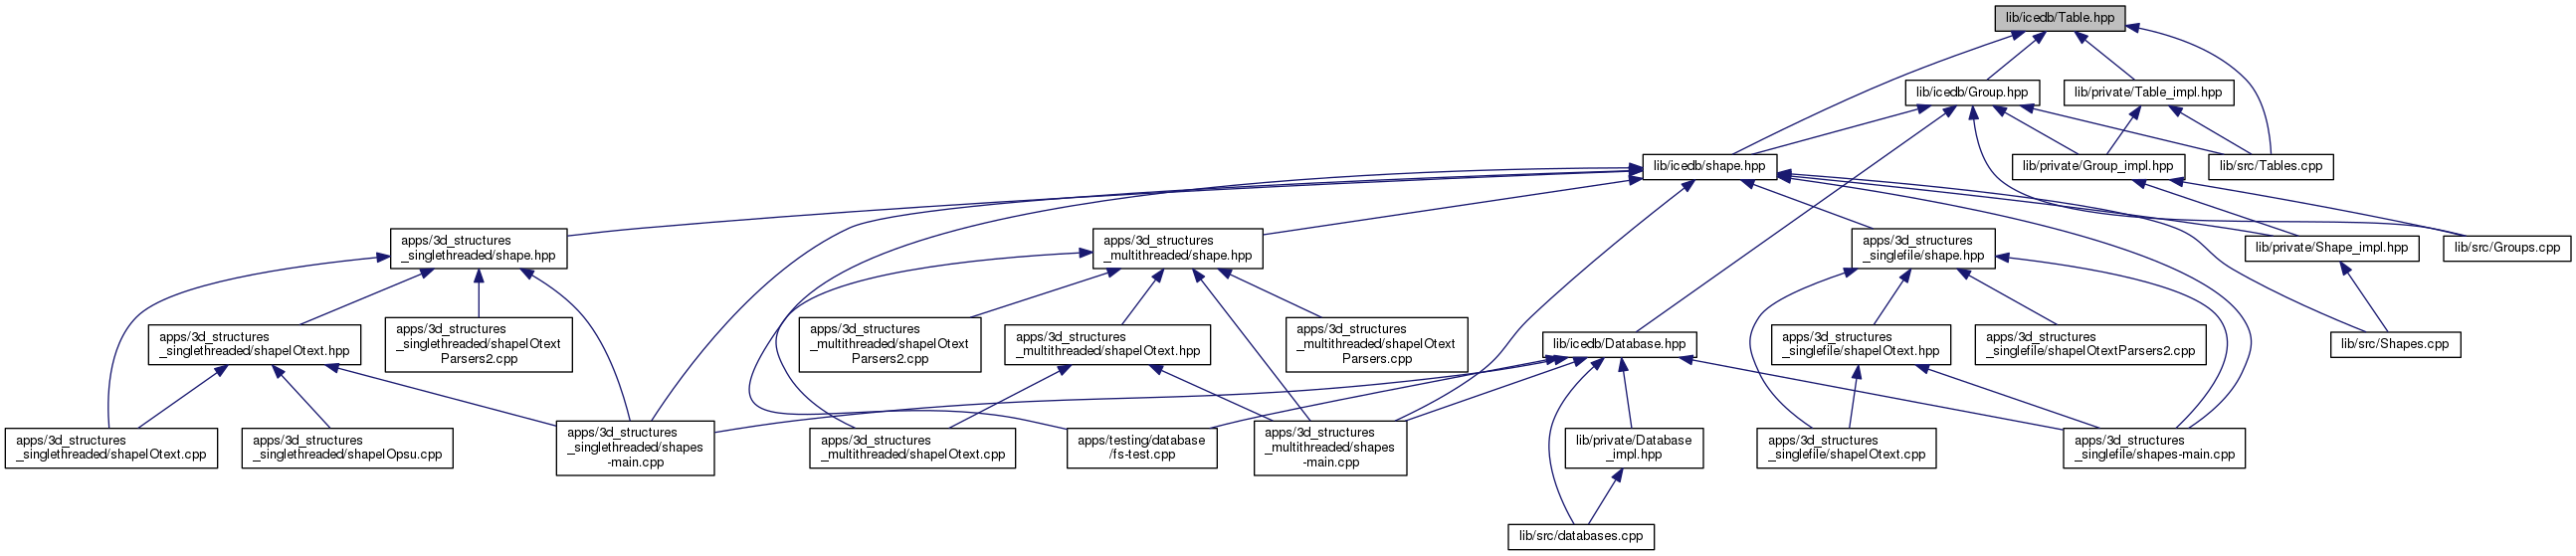 lib/icedb/Table.hpp
lib/icedb/Group.hpp
lib/private/Table_impl.hpp
lib/icedb/shape.hpp
lib/private/Group_impl.hpp
lib/src/Tables.cpp
apps/3d_structures
_singlethreaded/shape.hpp
apps/3d_structures
_multithreaded/shape.hpp
apps/3d_structures
_singlefile/shape.hpp
lib/private/Shape_impl.hpp
lib/src/Groups.cpp
apps/3d_structures
_singlethreaded/shapeIOtext.hpp
apps/3d_structures
_singlethreaded/shapeIOtext
Parsers2.cpp
apps/3d_structures
_multithreaded/shapeIOtext
Parsers2.cpp
apps/3d_structures
_multithreaded/shapeIOtext.hpp
apps/3d_structures
_multithreaded/shapeIOtext
Parsers.cpp
lib/icedb/Database.hpp
apps/3d_structures
_singlefile/shapeIOtext.hpp
apps/3d_structures
_singlefile/shapeIOtextParsers2.cpp
lib/src/Shapes.cpp
apps/3d_structures
_singlethreaded/shapeIOtext.cpp
apps/3d_structures
_singlethreaded/shapeIOpsu.cpp
apps/3d_structures
_singlethreaded/shapes
-main.cpp
apps/3d_structures
_multithreaded/shapeIOtext.cpp
apps/testing/database
/fs-test.cpp
apps/3d_structures
_multithreaded/shapes
-main.cpp
lib/private/Database
_impl.hpp
apps/3d_structures
_singlefile/shapeIOtext.cpp
apps/3d_structures
_singlefile/shapes-main.cpp
lib/src/databases.cpp